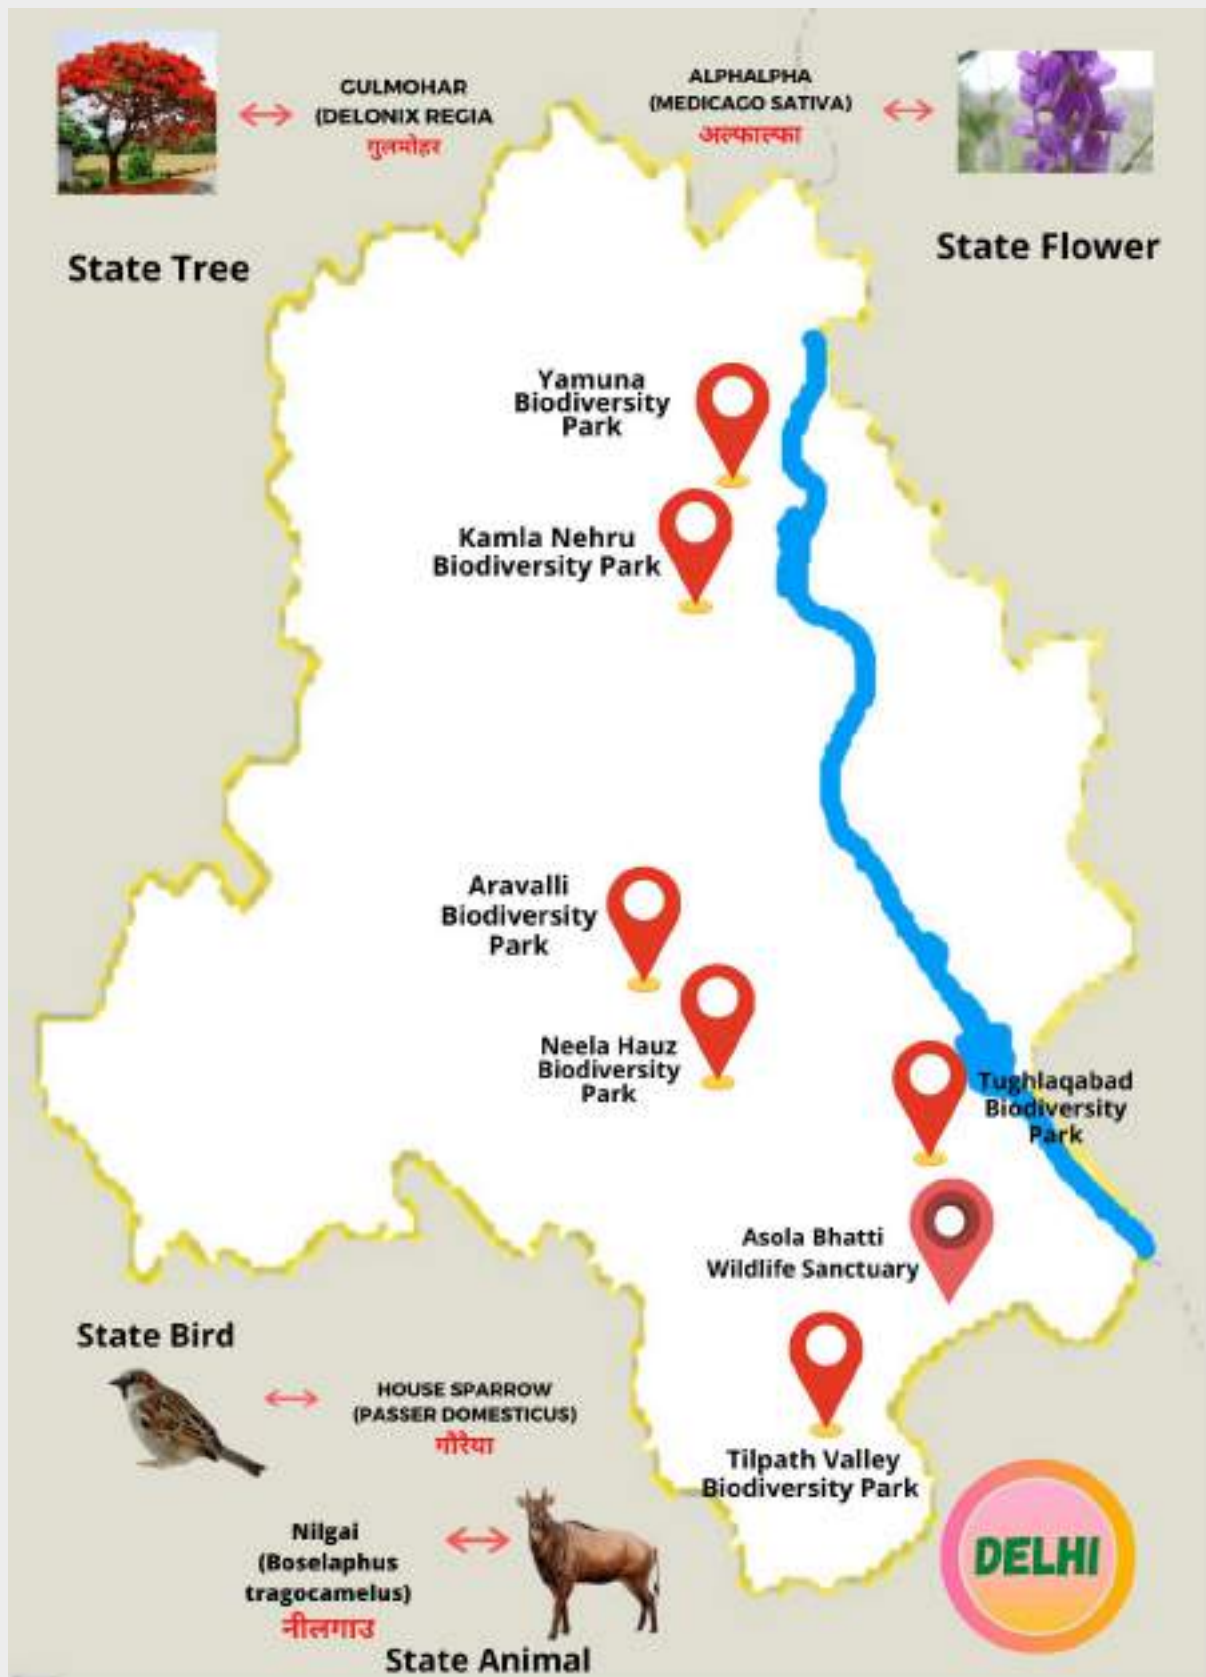 GULMOHAR
(DELONIX REGIA
गुलमोहर
State Tree
ALPHALPHA
(MEDICAGO SATIVA)
अल्फाल्फा
State Flower
Yamuna
Biodiversity
Park
Kamla Nehru
Biodiversity Park
Aravalli
Biodiversity
Park
Neela Hauz
Biodiversity
Park
Tughlaqabad
Biodiversity
Park
Asola Bhatti
Wildlife Sanctuary
Tilpath Valley
Biodiversity Park
State Bird
HOUSE SPARROW
(PASSER DOMESTICUS)
गौरैया
Nilgai
(Boselaphus
tragocamelus)
नीलगाउ
State Animal
DELHI